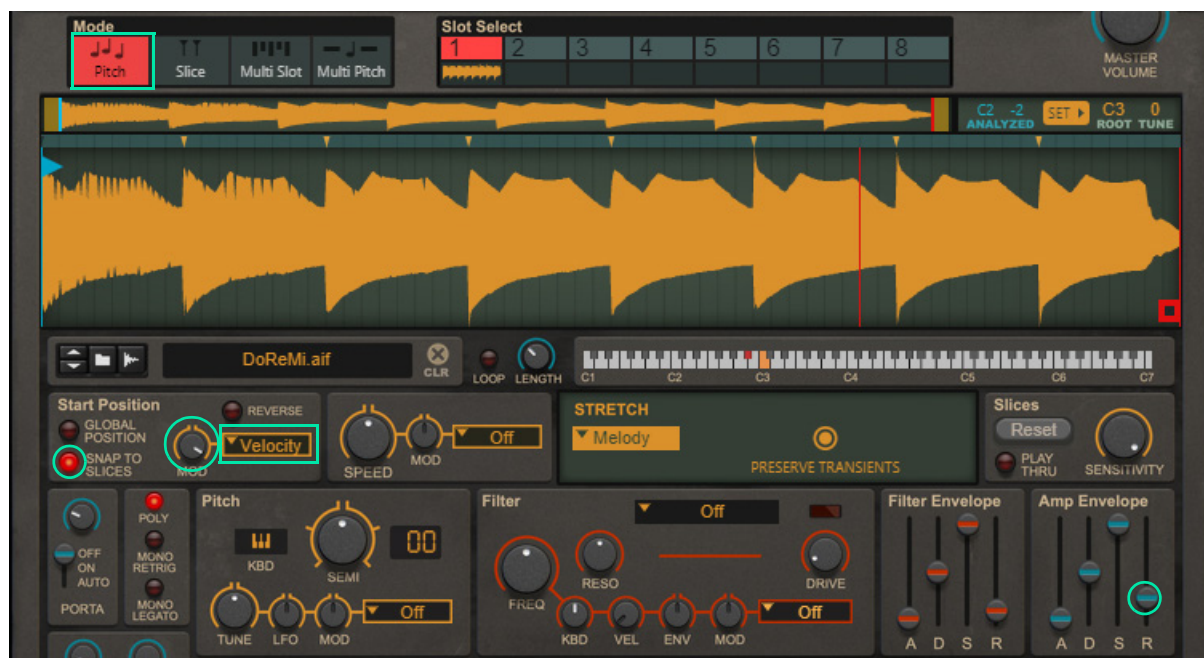 Mode
Pitch
Slice
Multi Slot
Multi Pitch
Slot Select
1 2 3 4 5 6 7 8
MASTER
VOLUME
C2 -2
ANALYZED
SET
C3 0
ROOT TUNE
DoReMi.aif
CLR
LOOP
LENGTH
C1 C2 C3 C4 C5 C6 C7
Start Position
GLOBAL
POSITION
SNAP TO
SLICES
MOD
REVERSE
Velocity
SPEED
MOD
Off
STRETCH
Melody
PRESERVE TRANSIENTS
Slices
Reset
PLAY
THRU
SENSITIVITY
OFF
ON
AUTO
PORTA
POLY
MONO
RETRIG
MONO
LEGATO
Pitch
KBD
SEMI
00
TUNE
LFO
MOD
Off
Filter
Off
FREQ
RESO
DRIVE
KBD
VEL
ENV
MOD
Off
Filter Envelope
A D S R
Amp Envelope
A D S R